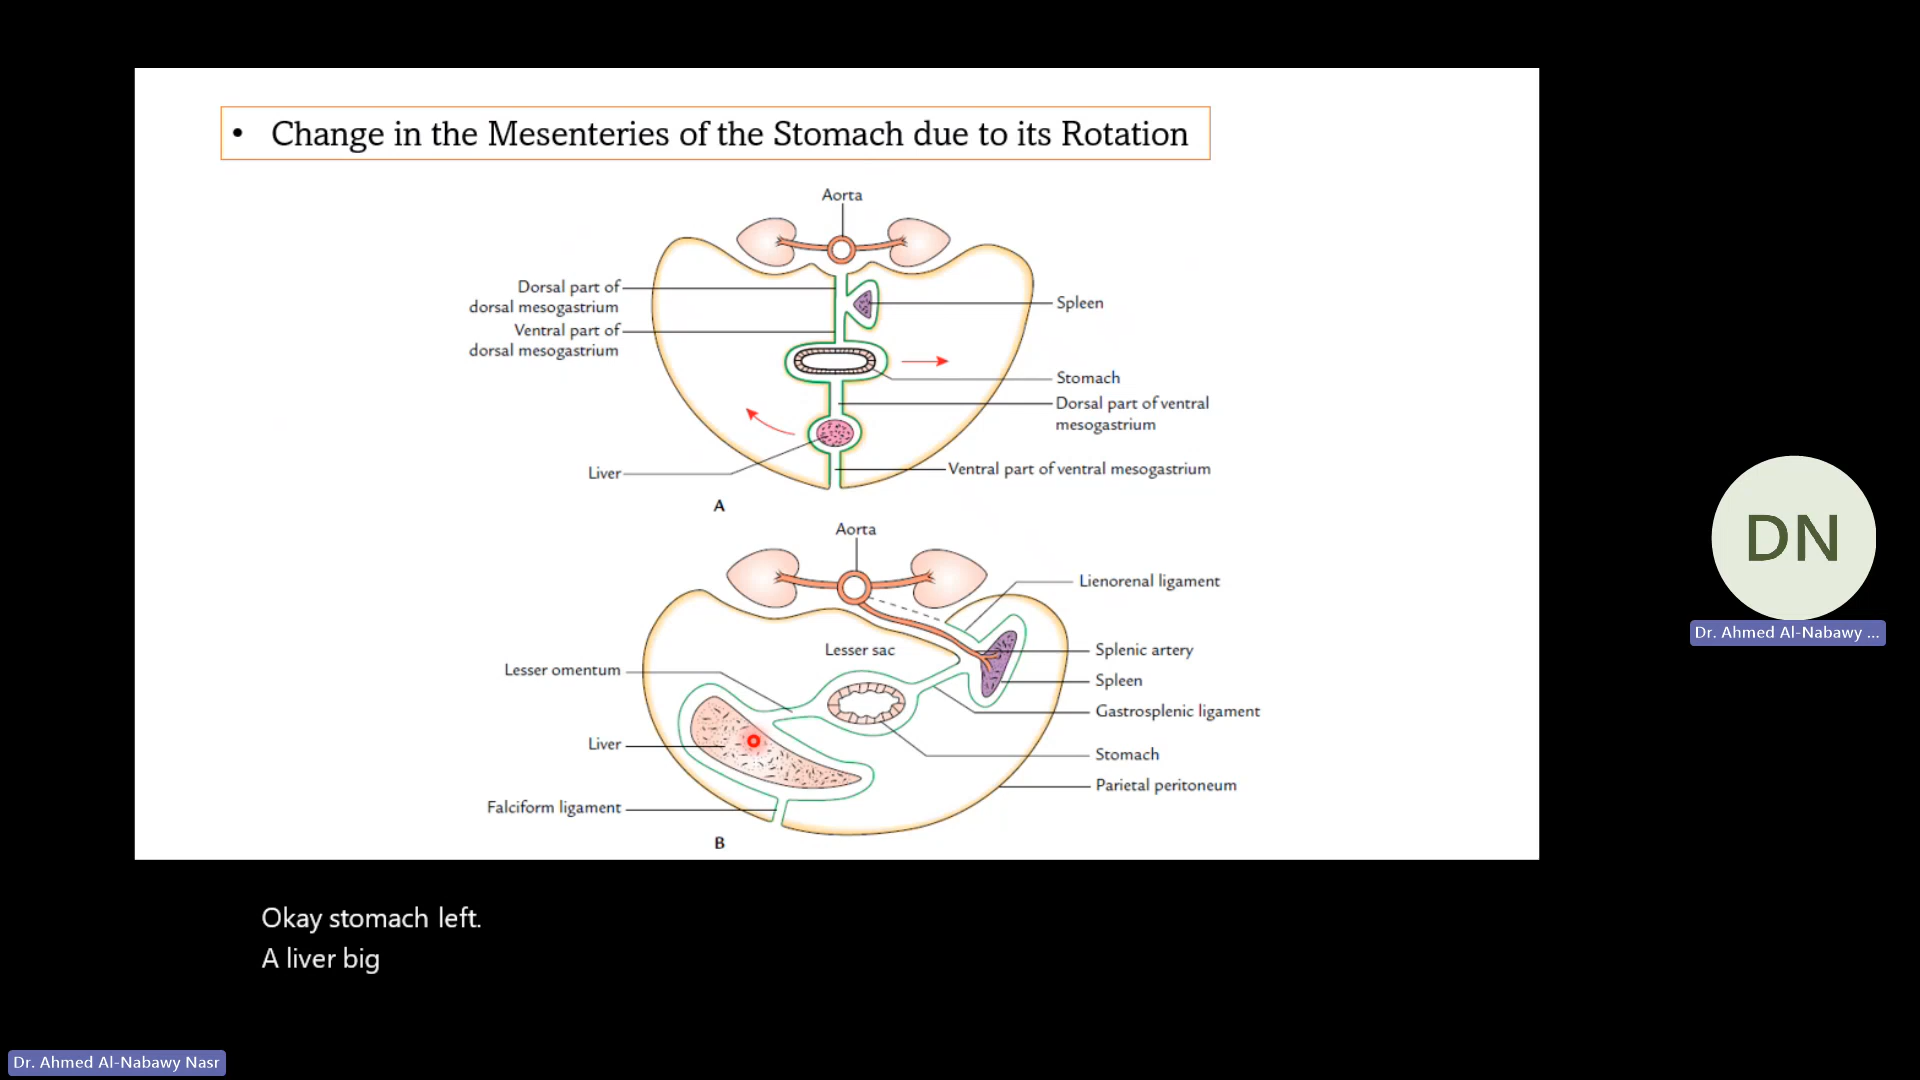 • Change in the Mesenteries of the Stomach due to its Rotation
Aorta
Dorsal part of
dorsal mesogastrium
Ventral part of
dorsal mesogastrium
Spleen
Stomach
Dorsal part of ventral
mesogastrium
Liver
Ventral part of ventral mesogastrium
A
Aorta
Lienorenal ligament
Lesser sac
Splenic artery
Lesser omentum
Spleen
Gastrosplenic ligament
Liver
Stomach
Parietal peritoneum
Falciform ligament
B
DN
Dr. Ahmed Al-Nabawy ...
Okay stomach left.
A liver big
Dr. Ahmed Al-Nabawy Nasr